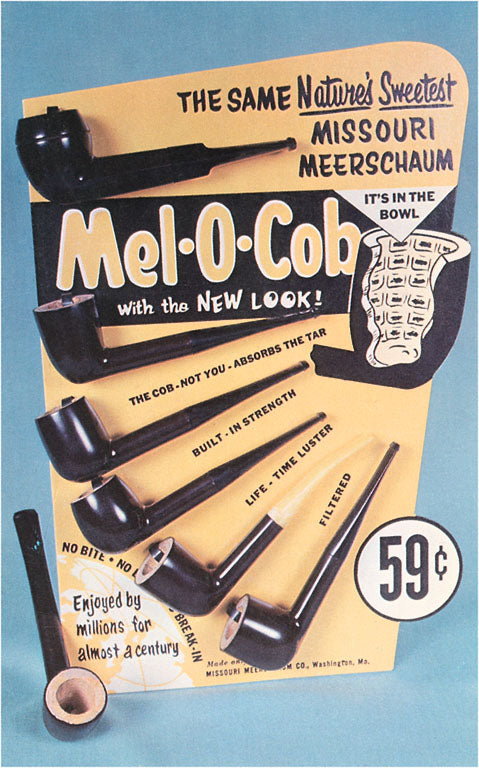 THE SAME Nature's Sweetest
MISSOURI
MEERSCHAUM
IT'S IN THE
BOWL
Mel·O·Cob
with the NEW LOOK!
THE COB - NOT YOU - ABSORBS THE TAR
BUILT - IN STRENGTH
LIFE - TIME LUSTER
FILTERED
59¢
NO BITE • NO
BREAK-IN
Enjoyed by
millions for
almost a century
Made
MISSOURI CO., Washington, Mo.